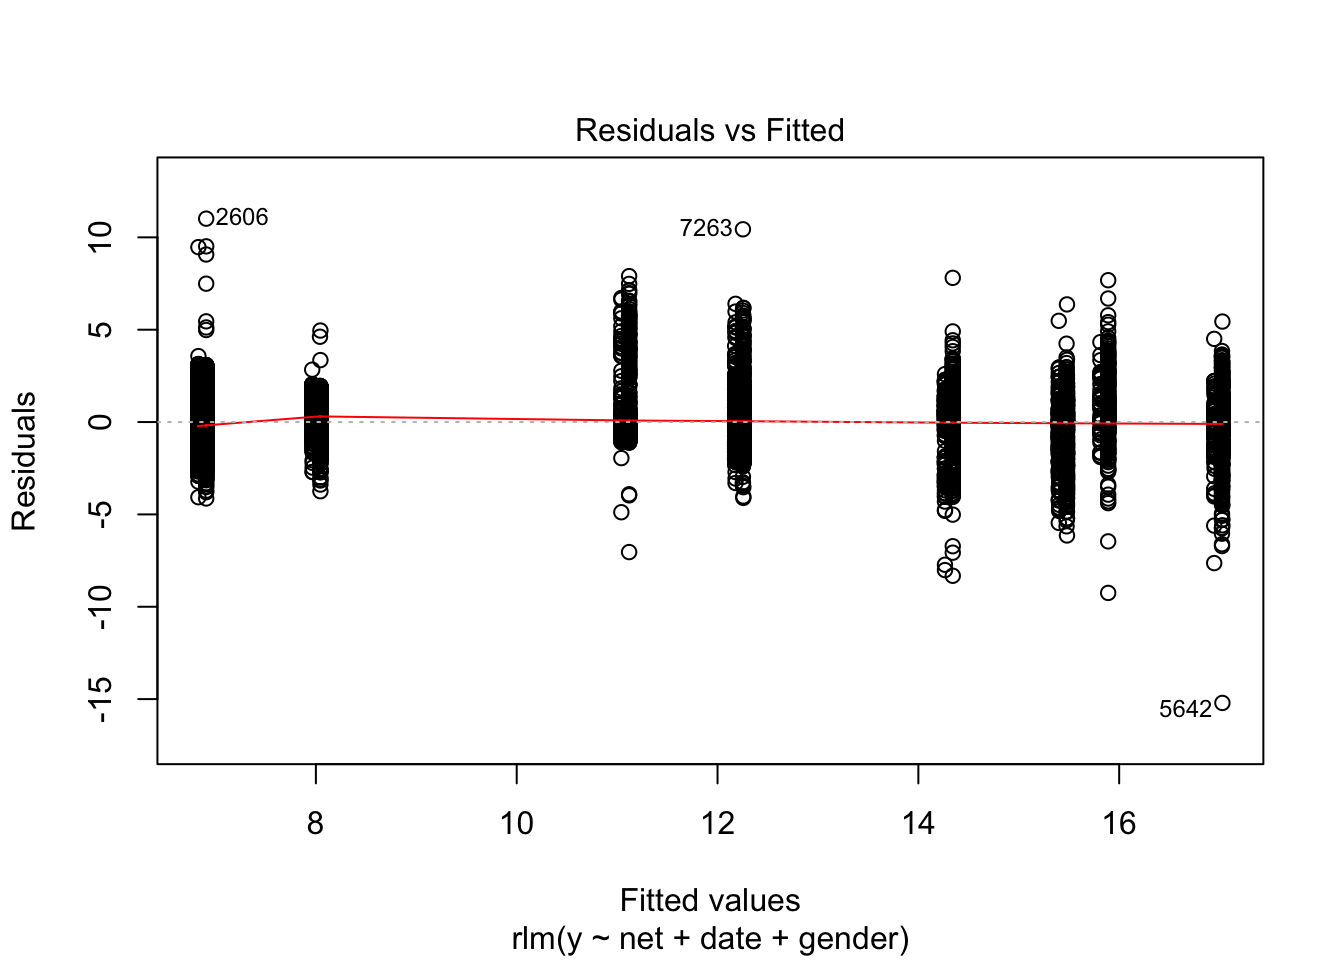 Residuals vs Fitted
2606
7263
5642
10
5
0
-5
-10
-15
Residuals
8 10 12 14 16
Fitted values
rlm(y ~ net + date + gender)